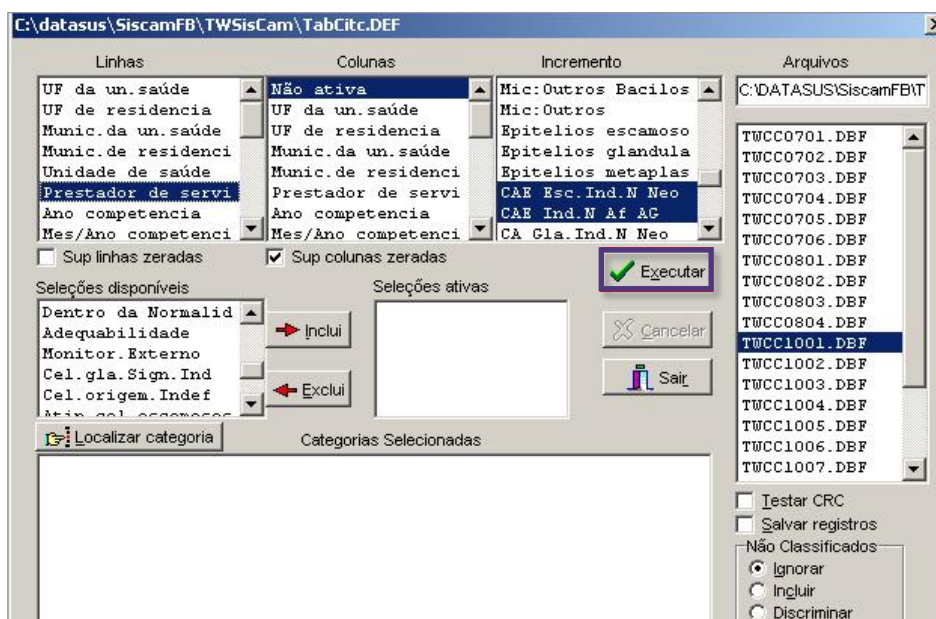 C:\datasus\SiscamFB\TWSisCam\TabCitc.DEF
Linhas
UF da un.saúde
UF de residencia
Munic.da un.saúde
Munic.de residenci
Unidade de saúde
Prestador de servi
Ano competencia
Mes/Ano competenci
Sup linhas zeradas
Colunas
Não ativa
UF da un.saúde
UF de residencia
Munic.da un.saúde
Munic.de residenci
Prestador de servi
Ano competencia
Mes/Ano competenci
Sup colunas zeradas
Incremento
Mic:Outros Bacilos
Mic:Outros
Epitelios escamoso
Epitelios glandula
Epitelios metaplas
CAE Esc.Ind.N Neo
CAE Ind.N Af AG
CA Gla.Ind.N Neo
Arquivos
C:\DATASUS\SiscamFB\T
TWCC0701.DBF
TWCC0702.DBF
TWCC0703.DBF
TWCC0704.DBF
TWCC0705.DBF
TWCC0706.DBF
TWCC0801.DBF
TWCC0802.DBF
TWCC0803.DBF
TWCC0804.DBF
TWCC1001.DBF
TWCC1002.DBF
TWCC1003.DBF
TWCC1004.DBF
TWCC1005.DBF
TWCC1006.DBF
TWCC1007.DBF
Seleções disponíveis
Dentro da Normalid
Adequabilidade
Monitor.Externo
Cel.gla.Sign.Ind
Cel.origem.Indef
Inclui
Exclui
Seleções ativas
Executar
Cancelar
Sair
Localizar categoria
Categorias Selecionadas
Testar CRC
Salvar registros
Não Classificados
Ignorar
Incluir
Discriminar